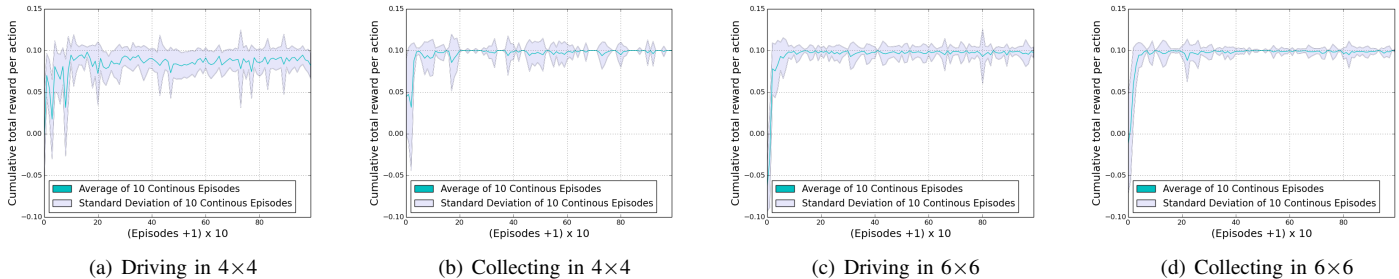 0.15
0.10
0.05
0.00
−0.05
−0.10
0
20
40
60
80
Cumulative total reward per action
(Episodes +1) x 10
Average of 10 Continous Episodes
Standard Deviation of 10 Continous Episodes
(a) Driving in 4×4
0.15
0.10
0.05
0.00
−0.05
−0.10
0
20
40
60
80
Cumulative total reward per action
(Episodes +1) x 10
Average of 10 Continous Episodes
Standard Deviation of 10 Continous Episodes
(b) Collecting in 4×4
0.15
0.10
0.05
0.00
−0.05
−0.10
0
20
40
60
80
Cumulative total reward per action
(Episodes +1) x 10
Average of 10 Continous Episodes
Standard Deviation of 10 Continous Episodes
(c) Driving in 6×6
0.15
0.10
0.05
0.00
−0.05
−0.10
0
20
40
60
80
Cumulative total reward per action
(Episodes +1) x 10
Average of 10 Continous Episodes
Standard Deviation of 10 Continous Episodes
(d) Collecting in 6×6